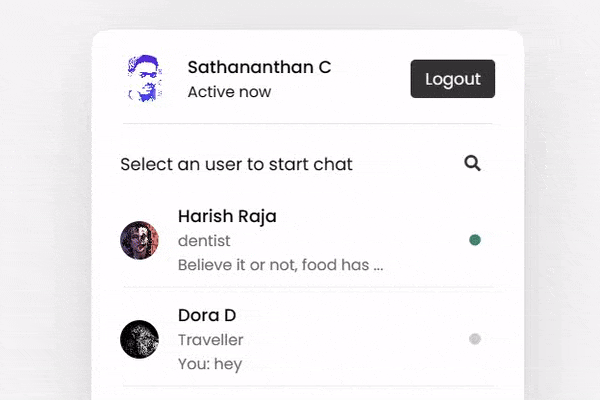 Sathananthan C
Active now
Logout
Select an user to start chat
Harish Raja
dentist
Believe it or not, food has ...
Dora D
Traveller
You: hey